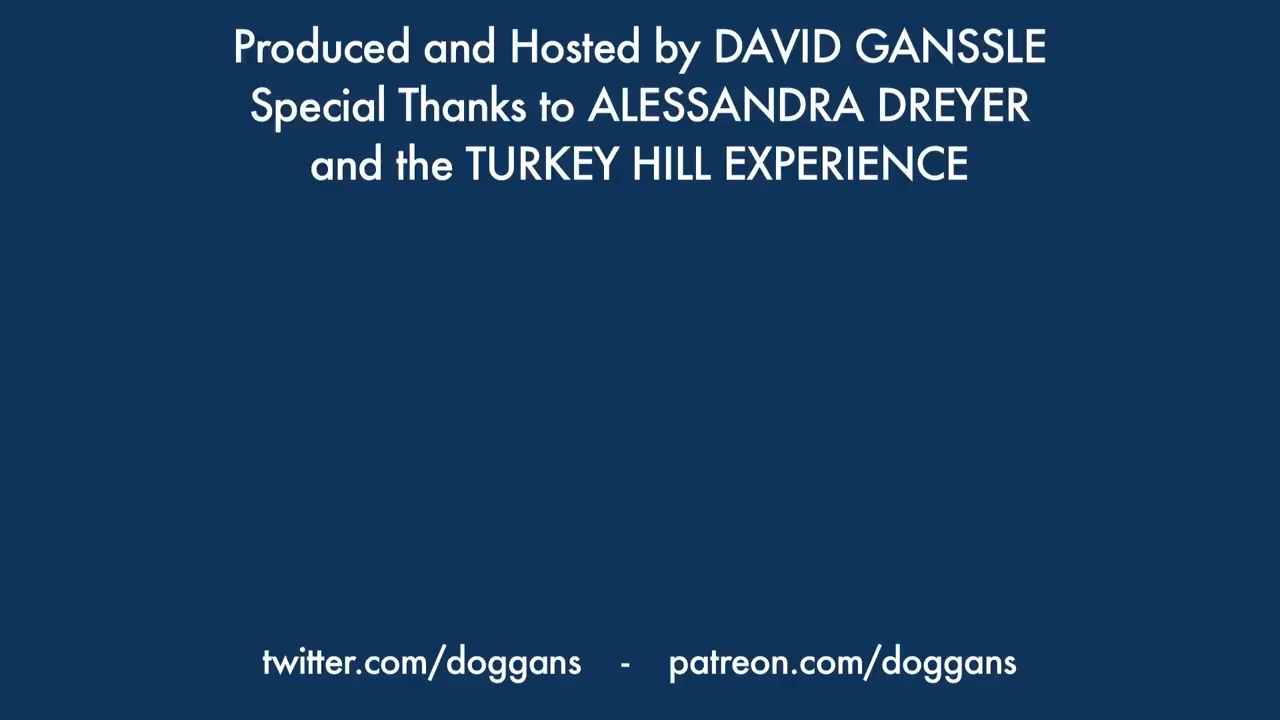 Produced and Hosted by DAVID GANSSLE
Special Thanks to ALESSANDRA DREYER
and the TURKEY HILL EXPERIENCE
twitter.com/doggans - patreon.com/doggans